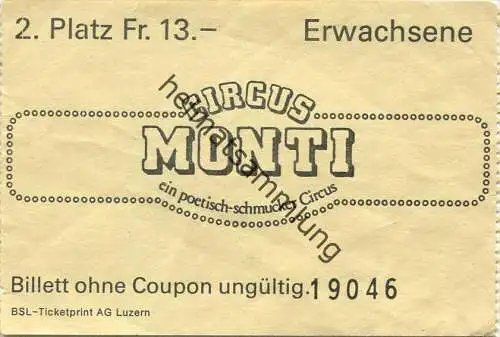 2. Platz Fr. 13.– Erwachsene
CIRCUS
MONTI
ein poetisch-schmucker Circus
heimatsammlung
Billett ohne Coupon ungültig. 19046
BSL-Ticketprint AG Luzern